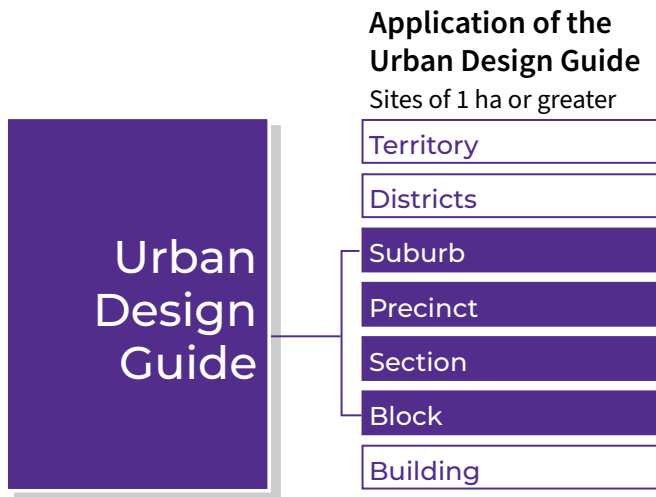 Application of the
Urban Design Guide
Sites of 1 ha or greater
Urban
Design
Guide
Territory
Districts
Suburb
Precinct
Section
Block
Building